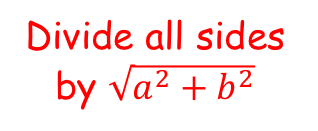 Divide all sides
by √a² + b²